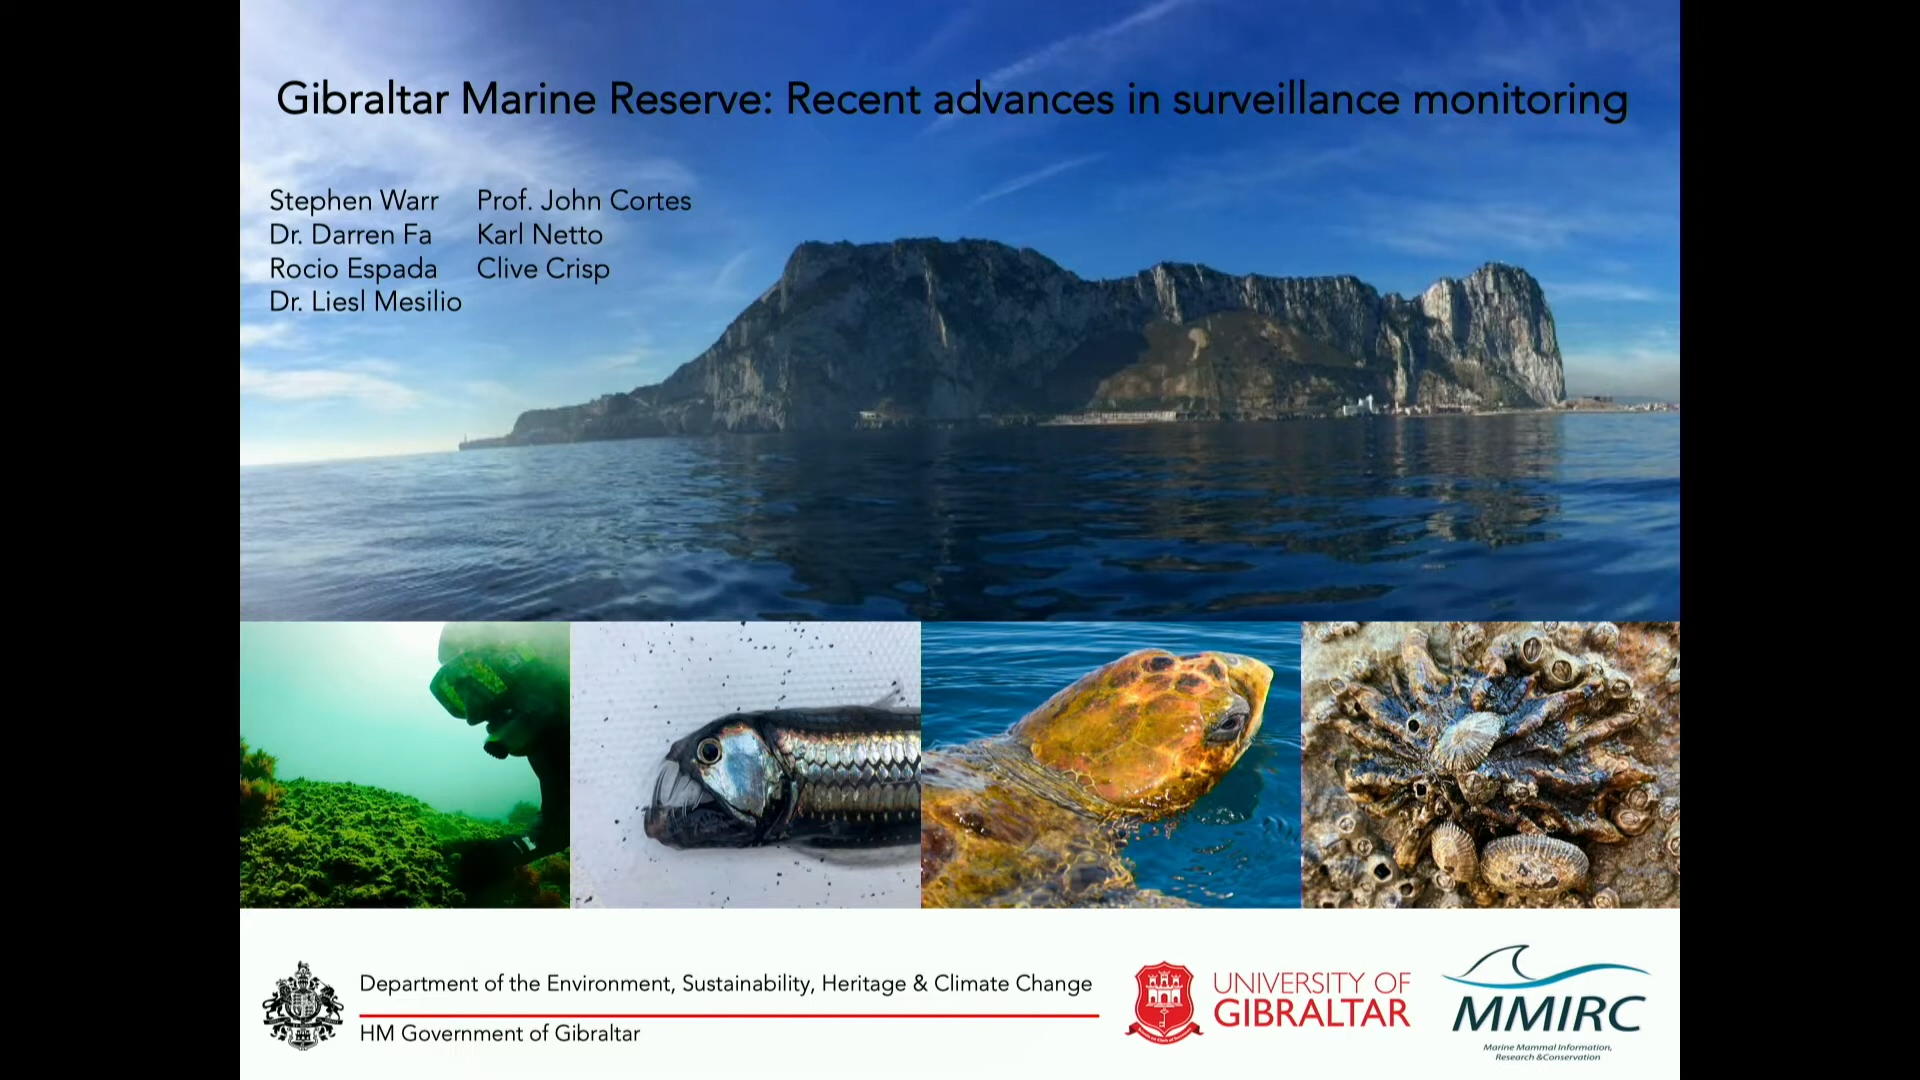 Gibraltar Marine Reserve: Recent advances in surveillance monitoring
Stephen Warr
Dr. Darren Fa
Rocio Espada
Dr. Liesl Mesilio
Prof. John Cortes
Karl Netto
Clive Crisp
Department of the Environment, Sustainability, Heritage & Climate Change
HM Government of Gibraltar
UNIVERSITY OF
GIBRALTAR
MMIRC
Marine Mammal Information,
Research &Conservation